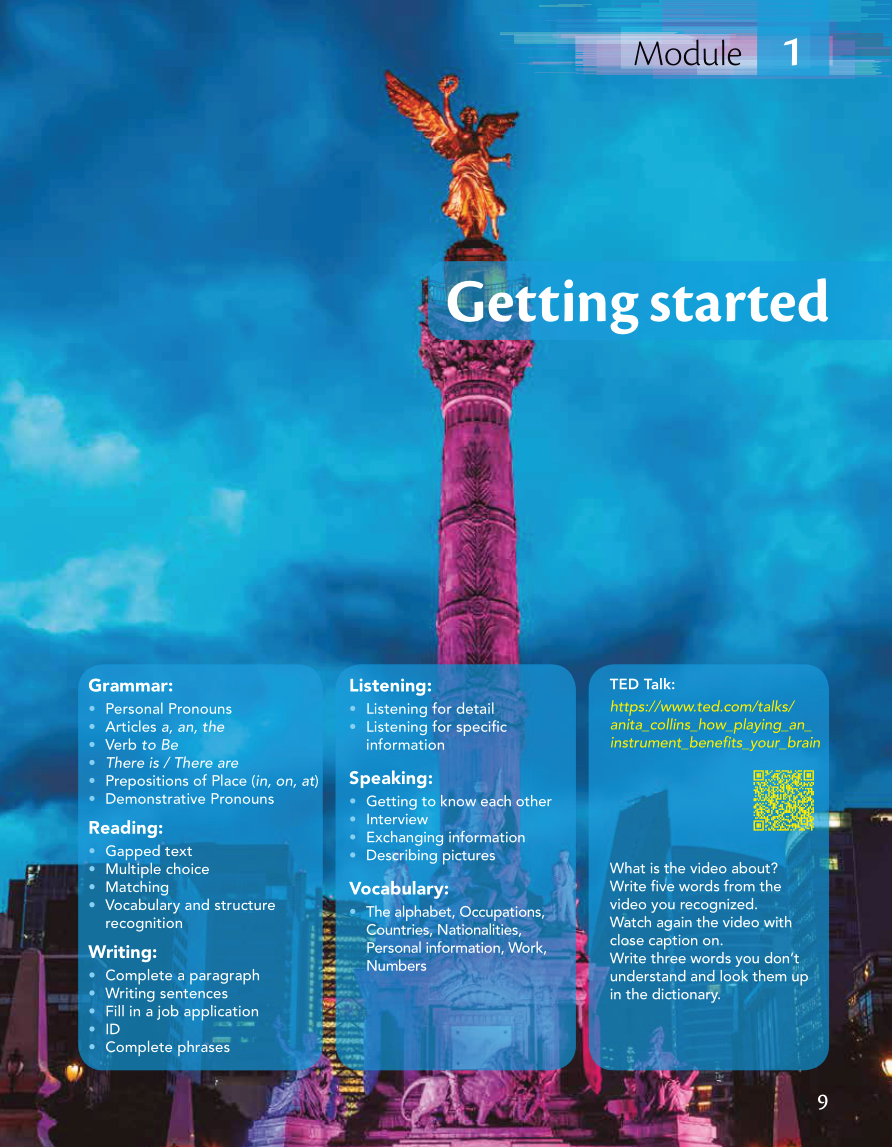 Module 1
Getting started
Grammar:
• Personal Pronouns
• Articles a, an, the
• Verb to Be
• There is / There are
• Prepositions of Place (in, on, at)
• Demonstrative Pronouns
Reading:
• Gapped text
• Multiple choice
• Matching
• Vocabulary and structure
recognition
Writing:
• Complete a paragraph
• Writing sentences
• Fill in a job application
• ID
• Complete phrases
Listening:
• Listening for detail
• Listening for specific
information
Speaking:
• Getting to know each other
• Interview
• Exchanging information
• Describing pictures
Vocabulary:
• The alphabet, Occupations,
Countries, Nationalities,
Personal information, Work,
Numbers
TED Talk:
https://www.ted.com/talks/
anita_collins_how_playing_an_
instrument_benefits_your_brain
What is the video about?
Write five words from the
video you recognized.
Watch again the video with
close caption on.
Write three words you don’t
understand and look them up
in the dictionary.
9